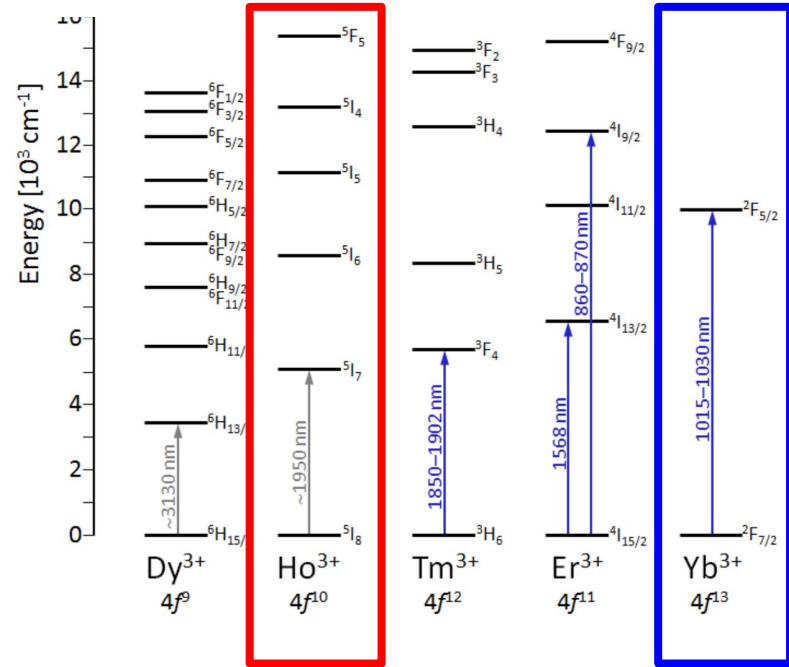 Energy [10³ cm⁻¹]
16
14
12
10
8
6
4
2
0
⁶F₁/₂
⁶F₃/₂
⁶F₅/₂
⁶F₇/₂
⁶H₅/₂
⁶H₇/₂
⁶F₉/₂
⁶H₉/₂
⁶F₁₁/₂
⁶H₁₁/
⁶H₁₃/
~3130 nm
⁶H₁₅/
Dy³⁺
4f⁹
⁵F₅
⁵I₄
⁵I₅
⁵I₆
⁵I₇
~1950 nm
⁵I₈
Ho³⁺
4f¹⁰
³F₂
³F₃
³H₄
³H₅
³F₄
1850–1902 nm
³H₆
Tm³⁺
4f¹²
⁴F₉/₂
⁴I₉/₂
⁴I₁₁/₂
860–870 nm
⁴I₁₃/₂
1568 nm
⁴I₁₅/₂
Er³⁺
4f¹¹
²F₅/₂
1015–1030 nm
²F₇/₂
Yb³⁺
4f¹³